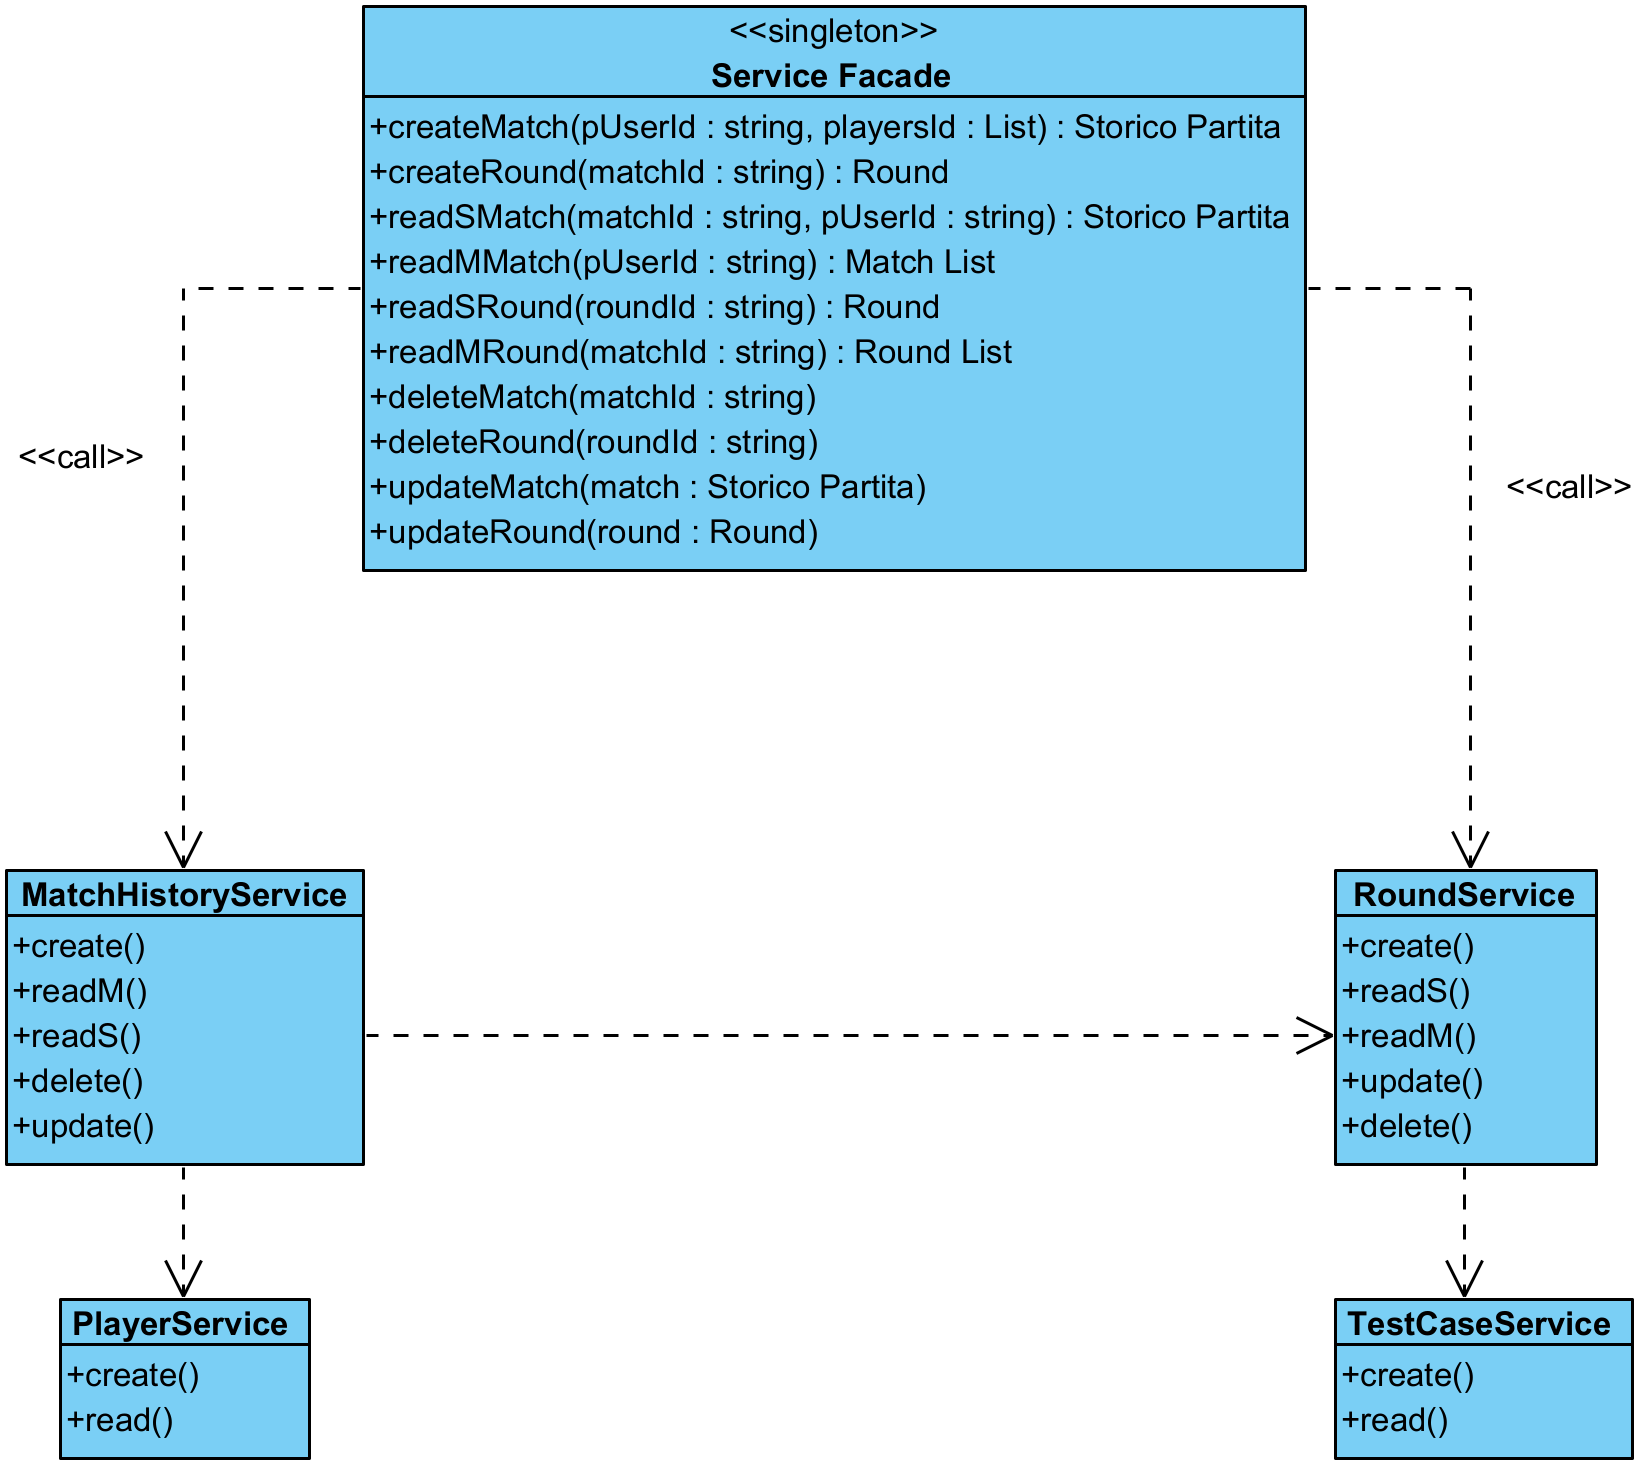 <<singleton>>
Service Facade
+createMatch(pUserId : string, playersId : List) : Storico Partita
+createRound(matchId : string) : Round
+readSMatch(matchId : string, pUserId : string) : Storico Partita
+readMMatch(pUserId : string) : Match List
+readSRound(roundId : string) : Round
+readMRound(matchId : string) : Round List
+deleteMatch(matchId : string)
+deleteRound(roundId : string)
+updateMatch(match : Storico Partita)
+updateRound(round : Round)
<<call>>
<<call>>
MatchHistoryService
+create()
+readM()
+readS()
+delete()
+update()
RoundService
+create()
+readS()
+readM()
+update()
+delete()
PlayerService
+create()
+read()
TestCaseService
+create()
+read()